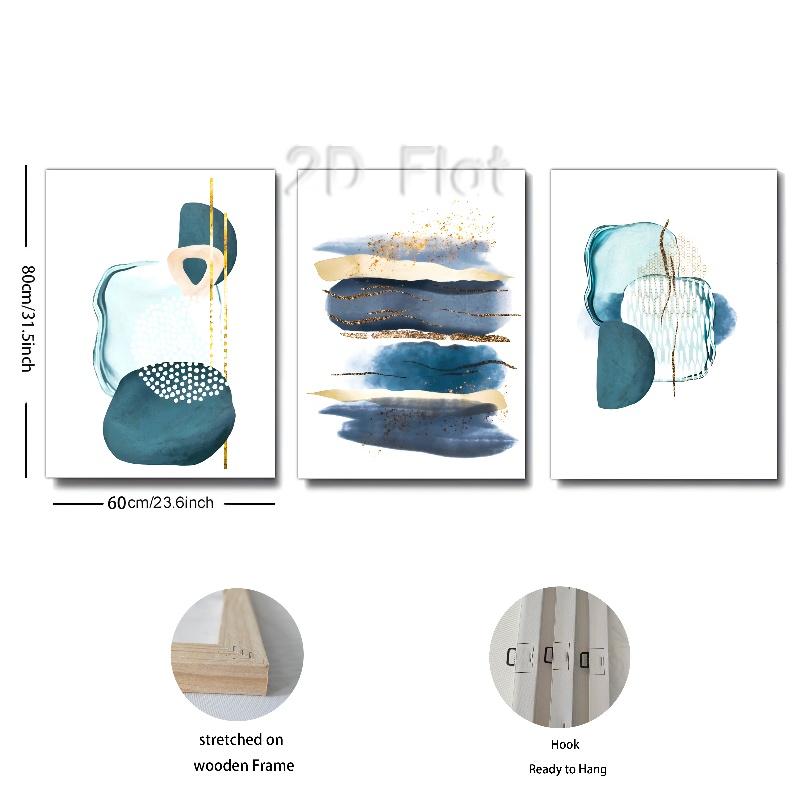 2D Flat
80cm/31.5inch
60cm/23.6inch
stretched on
wooden Frame
Hook
Ready to Hang